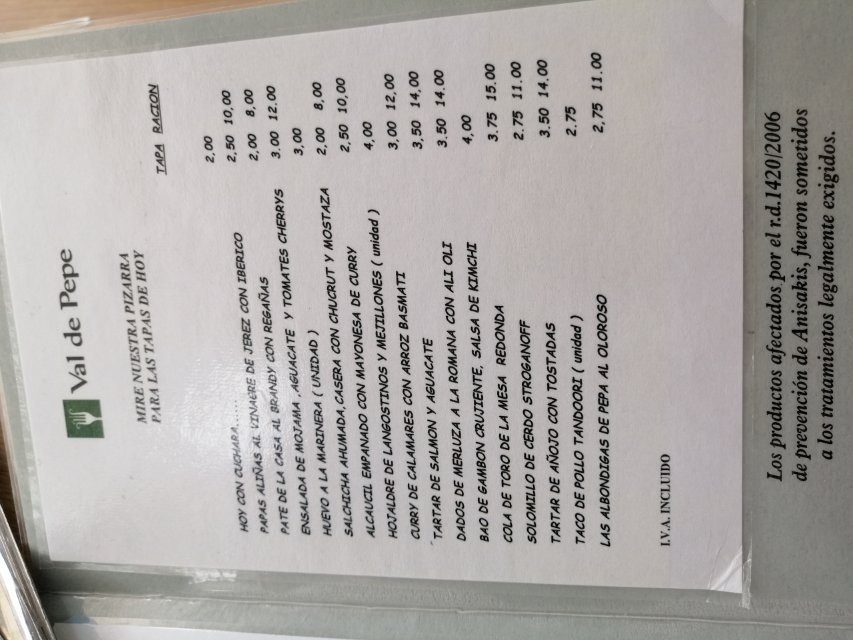 Val de Pepe
MIRE NUESTRA PIZARRA
PARA LAS TAPAS DE HOY
TAPA RACION
HOY CON CUCHARA...... 2,00
PAPAS ALIÑAS AL VINAGRE DE JEREZ CON IBERICO 2,50 10,00
PATE DE LA CASA AL BRANDY CON REGAÑAS 2,00 8,00
ENSALADA DE MOJAMA ,AGUACATE Y TOMATES CHERRYS 3.00 12.00
HUEVO A LA MARINERA ( UNIDAD ) 3,00
SALCHICHA AHUMADA,CASERA CON CHUCRUT Y MOSTAZA 2,00 8,00
ALCAUCIL EMPANADO CON MAYONESA DE CURRY 2,50 10,00
HOJALDRE DE LANGOSTINOS Y MEJILLONES ( unidad ) 4,00
CURRY DE CALAMARES CON ARROZ BASMATI 3,00 12,00
TARTAR DE SALMON Y AGUACATE 3,50 14,00
DADOS DE MERLUZA A LA ROMANA CON ALI OLI 3.50 14.00
BAO DE GAMBON CRUJIENTE, SALSA DE KIMCHI 4,00
COLA DE TORO DE LA MESA REDONDA 3.75 15.00
SOLOMILLO DE CERDO STROGANOFF 2.75 11.00
TARTAR DE AÑOJO CON TOSTADAS 3.50 14.00
TACO DE POLLO TANDOORI ( unidad ) 2.75
LAS ALBONDIGAS DE PEPA AL OLOROSO 2,75 11.00
I.V.A. INCLUIDO
Los productos afectados por el r.d.1420/2006
de prevención de Anisakis, fueron sometidos
a los tratamientos legalmente exigidos.